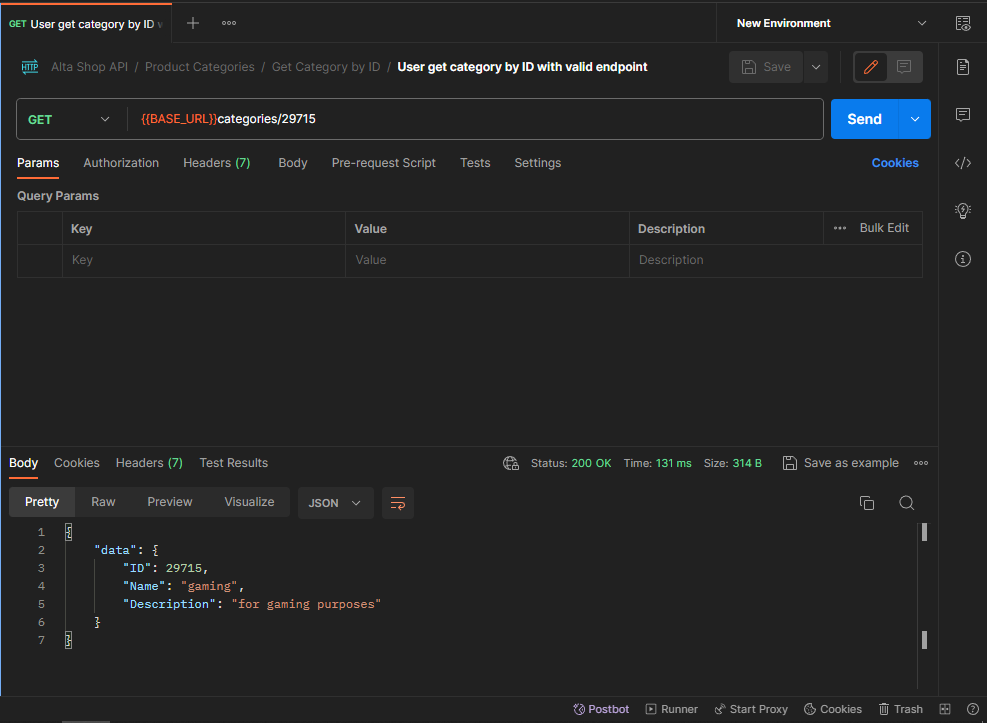 GET User get category by ID w
New Environment
HTTP Alta Shop API / Product Categories / Get Category by ID / User get category by ID with valid endpoint
Save
GET {{BASE_URL}}categories/29715
Send
Params Authorization Headers (7) Body Pre-request Script Tests Settings Cookies
Query Params
Key Value Description Bulk Edit
Key Value Description
Body Cookies Headers (7) Test Results Status: 200 OK Time: 131 ms Size: 314 B Save as example
Pretty Raw Preview Visualize JSON
1 {
2 "data": {
3 "ID": 29715,
4 "Name": "gaming",
5 "Description": "for gaming purposes"
6 }
7 }
Postbot Runner Start Proxy Cookies Trash